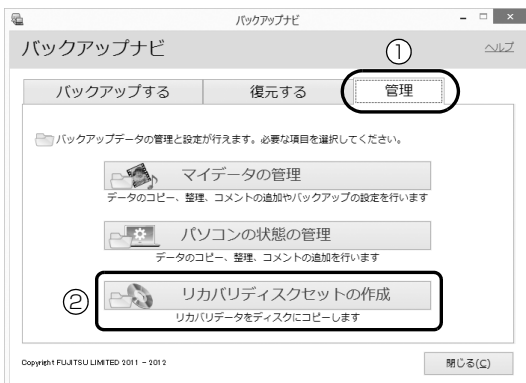 バックアップナビ
バックアップナビ
①
ヘルプ
バックアップする
復元する
管理
バックアップデータの管理と設定が行えます。必要な項目を選択してください。
マイデータの管理
データのコピー、整理、コメントの追加やバックアップの設定を行います
パソコンの状態の管理
データのコピー、整理、コメントの追加を行います
②
リカバリディスクセットの作成
リカバリデータをディスクにコピーします
Copyright FUJITSU LIMITED 2011 - 2012
閉じる(C)